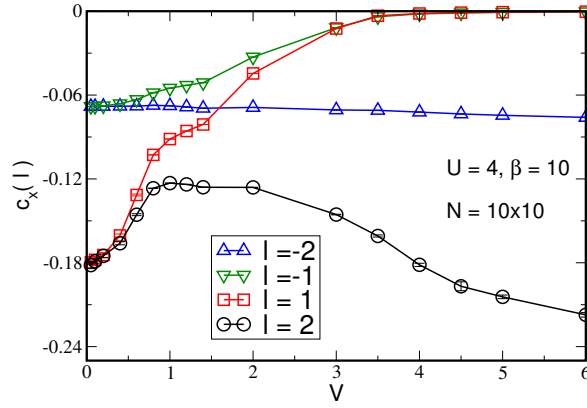 0
-0.06
-0.12
-0.18
-0.24
c_x(l)
U = 4, β = 10
N = 10x10
l =-2
l =-1
l = 1
l = 2
0 1 2 3 4 5 6
V